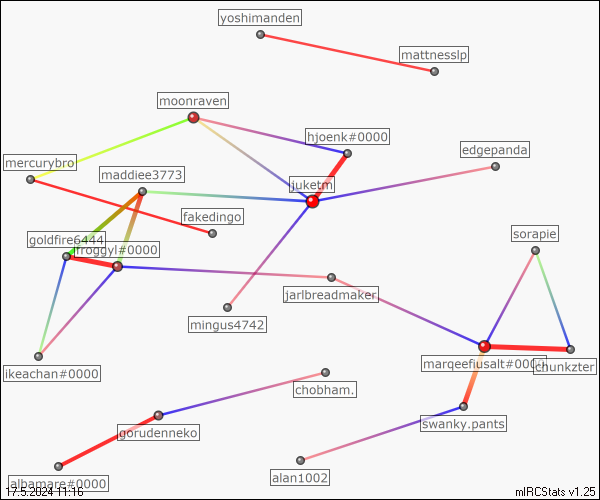 yoshimanden
mattnesslp
moonraven
hjoenk#0000
edgepanda
mercurybro
maddiee3773
juketm
fakedingo
goldfire6444
froggyl#0000
sorapie
jarlbreadmaker
mingus4742
marqeefiusalt#0000
chunkzter
ikeachan#0000
chobham.
swanky.pants
gorudenneko
alan1002
albamare#0000
17.5.2024 11:16
mIRCStats v1.25